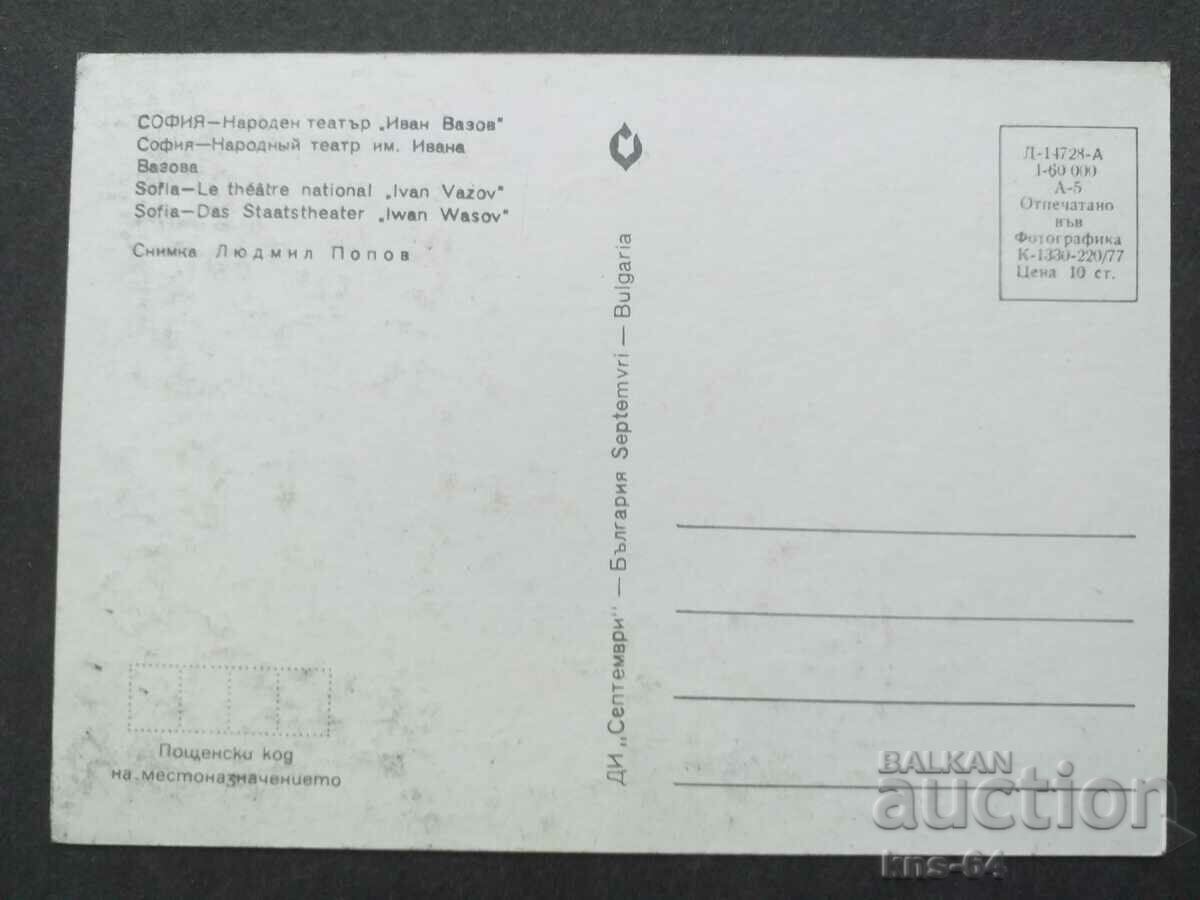 СОФИЯ—Народен театър „Иван Вазов"
София—Народный театр им. Ивана
Вазова
Sofia—Le théâtre national „Ivan Vazov"
Sofia—Das Staatstheater „Iwan Wasov"
Снимка Людмил Попов
ДИ „Септември" — България Septemvri — Bulgaria
Д-14728-А
1-60 000
А-5
Отпечатано
във
Фотографика
К-1330-220/77
Цена 10 ст.
Пощенски код
на местоназначението
BALKAN
auction
kns-64